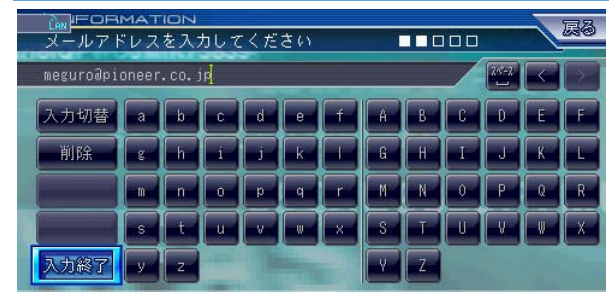 LAN INFORMATION
メールアドレスを入力してください
戻る
meguro@pioneer.co.jp
スペース < >
入力切替 a b c d e f A B C D E F
削除 g h i j k l G H I J K L
m n o p q r M N O P Q R
s t u v w x S T U V W X
入力終了 y z Y Z